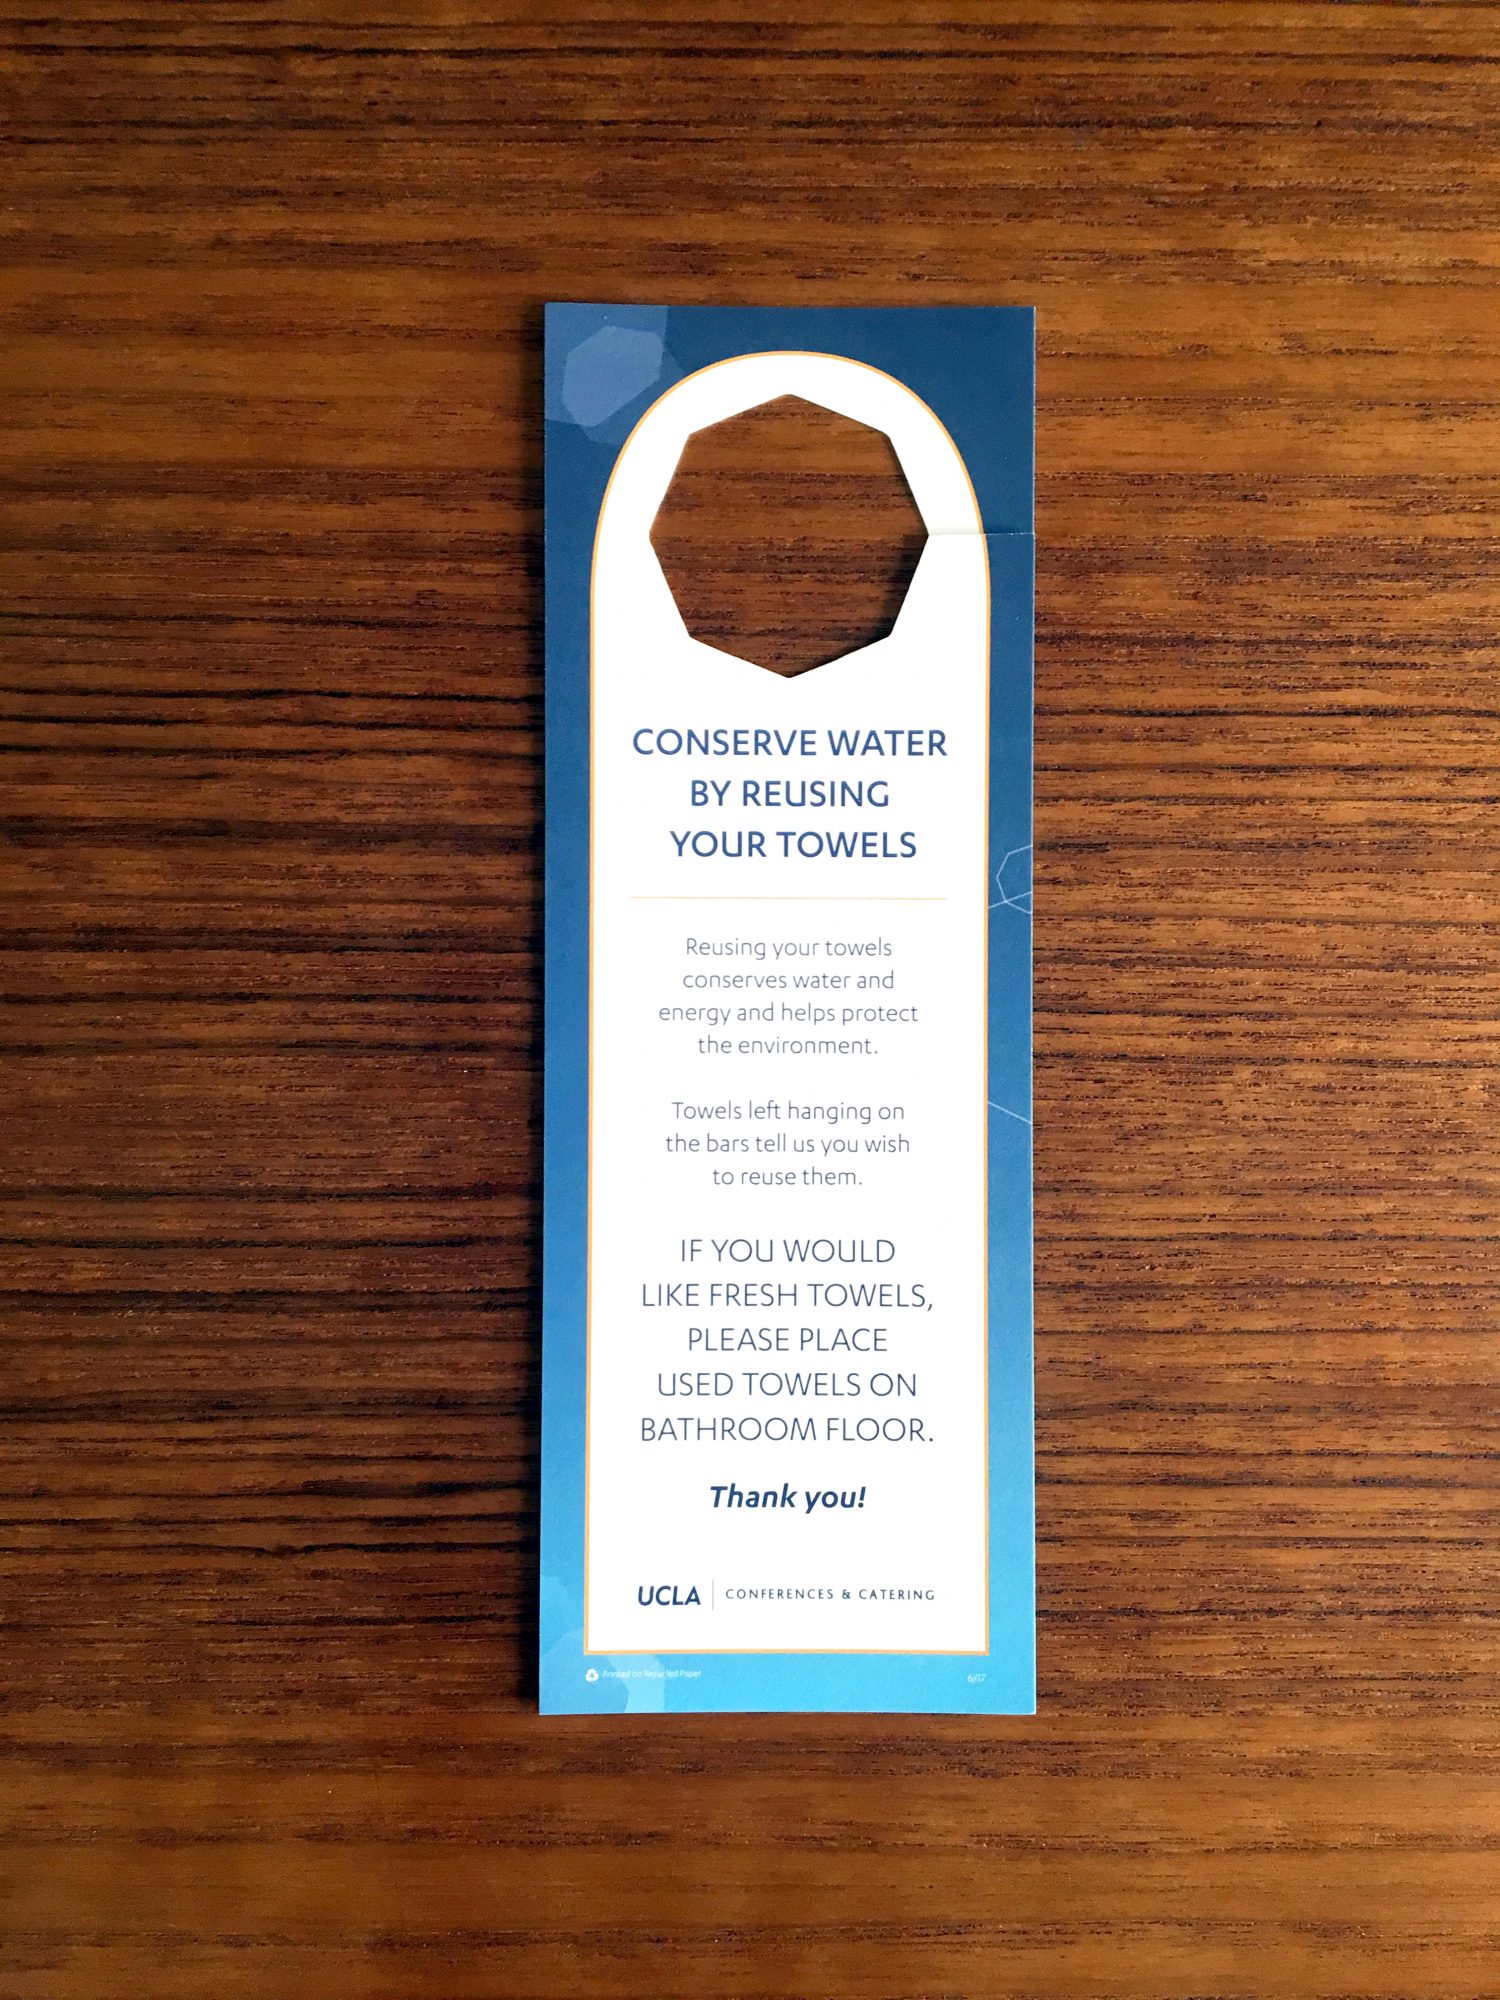 CONSERVE WATER
BY REUSING
YOUR TOWELS
Reusing your towels
conserves water and
energy and helps protect
the environment.
Towels left hanging on
the bars tell us you wish
to reuse them.
IF YOU WOULD
LIKE FRESH TOWELS,
PLEASE PLACE
USED TOWELS ON
BATHROOM FLOOR.
Thank you!
UCLA CONFERENCES & CATERING
Printed on Recycled Paper 6/17